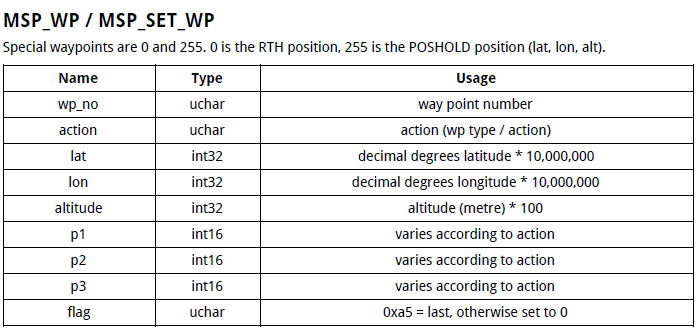 MSP_WP / MSP_SET_WP
Special waypoints are 0 and 255. 0 is the RTH position, 255 is the POSHOLD position (lat, lon, alt).
Name Type Usage
wp_no uchar way point number
action uchar action (wp type / action)
lat int32 decimal degrees latitude * 10,000,000
lon int32 decimal degrees longitude * 10,000,000
altitude int32 altitude (metre) * 100
p1 int16 varies according to action
p2 int16 varies according to action
p3 int16 varies according to action
flag uchar 0xa5 = last, otherwise set to 0